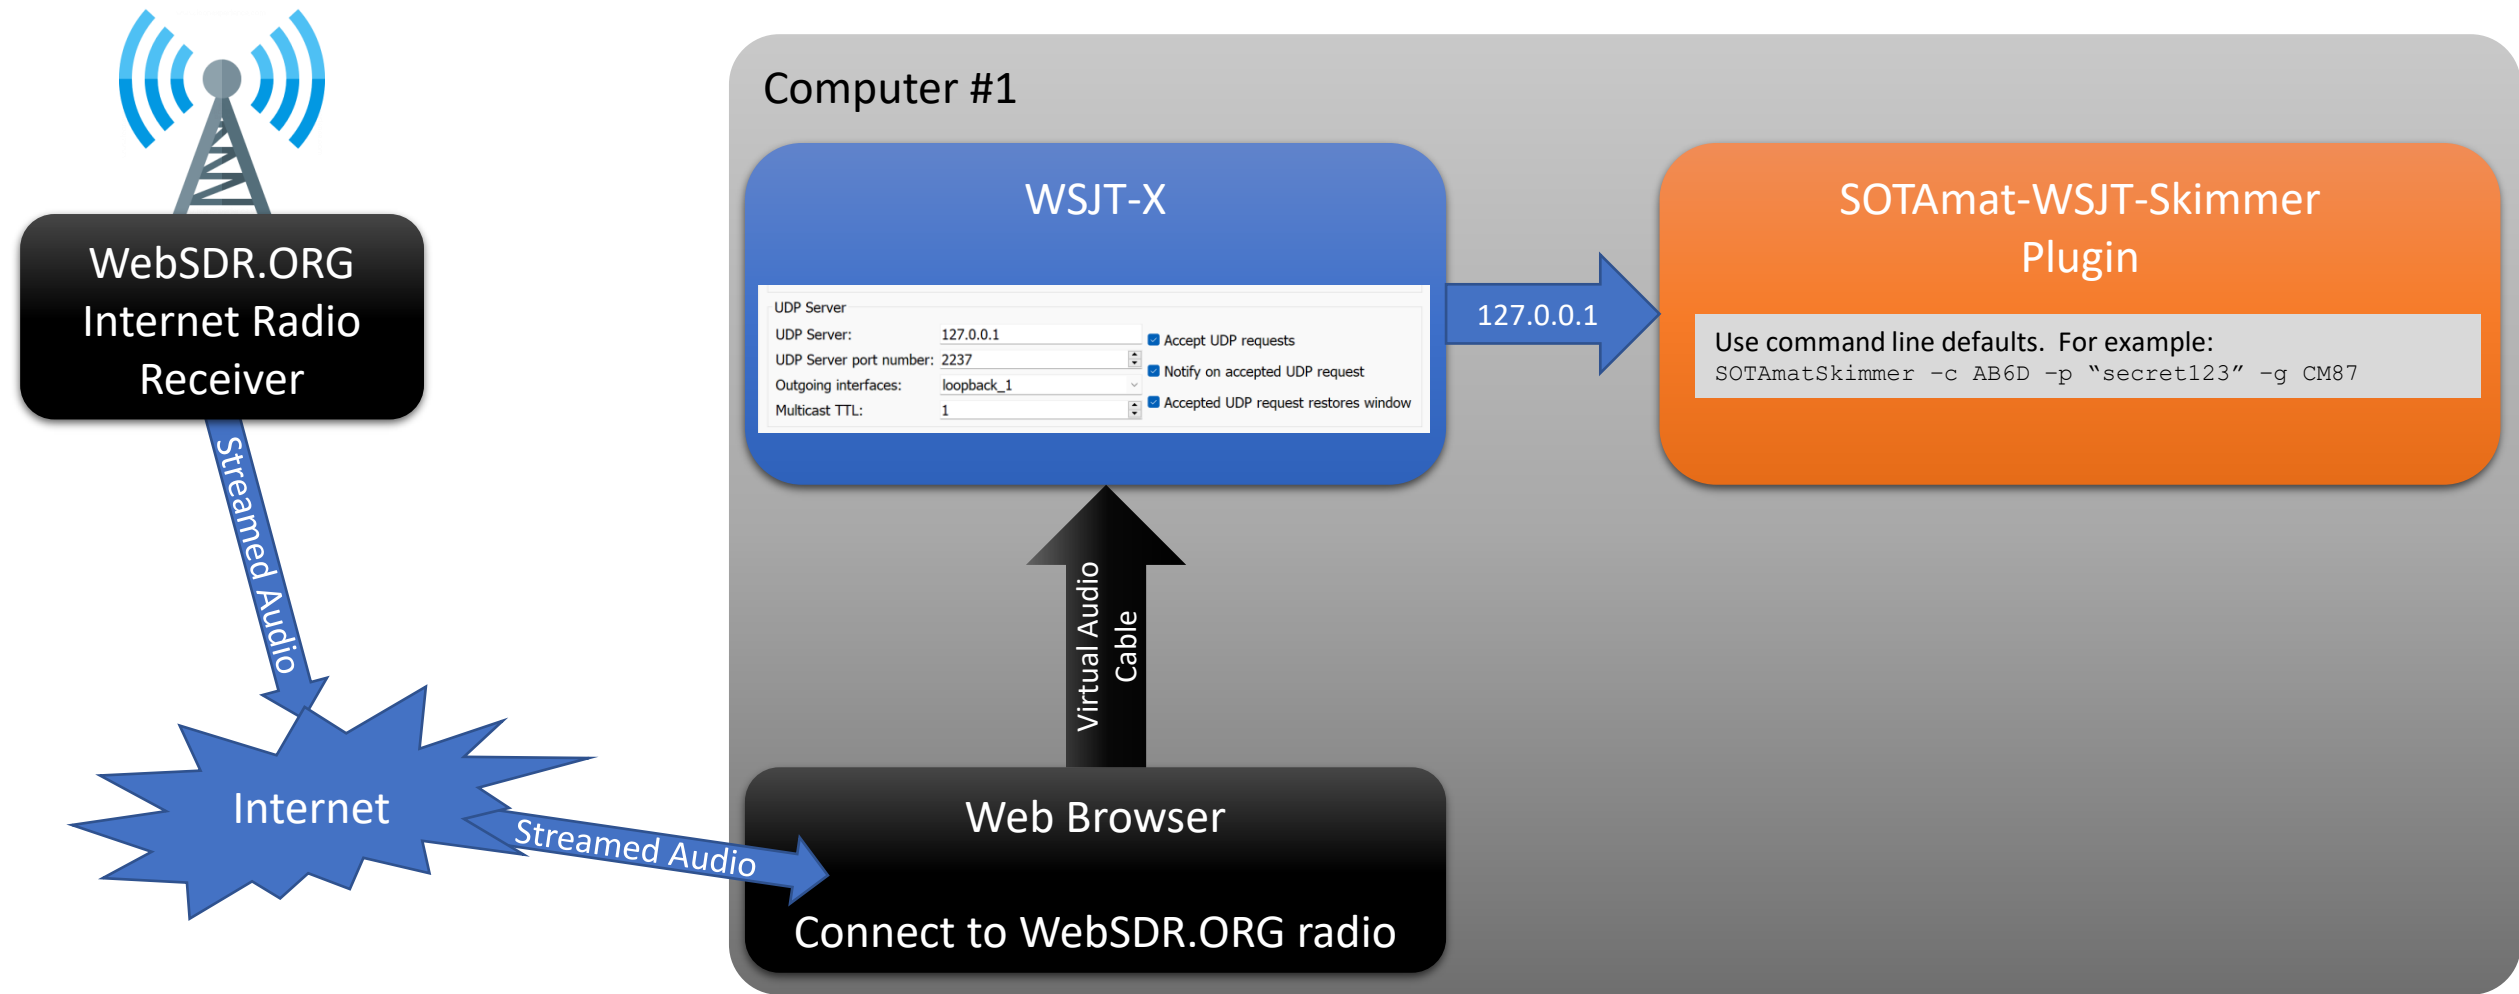 WebSDR.ORG
Internet Radio
Receiver
Streamed Audio
Internet
Streamed Audio
Computer #1
WSJT-X
UDP Server
UDP Server: 127.0.0.1
UDP Server port number: 2237
Outgoing interfaces: loopback_1
Multicast TTL: 1
Accept UDP requests
Notify on accepted UDP request
Accepted UDP request restores window
127.0.0.1
SOTAmat-WSJT-Skimmer
Plugin
Use command line defaults.  For example:
SOTAmatSkimmer –c AB6D –p “secret123” –g CM87
Virtual Audio
Cable
Web Browser
Connect to WebSDR.ORG radio